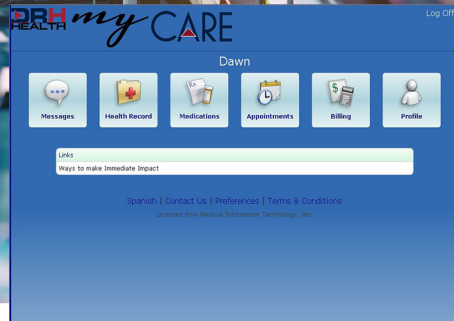 DRH
HEALTH
my CARE
Log Off
Dawn
Messages
Health Record
Medications
Appointments
Billing
Profile
Links
Ways to make Immediate Impact
Spanish | Contact Us | Preferences | Terms & Conditions
Licensed from Medical Information Technology, Inc.